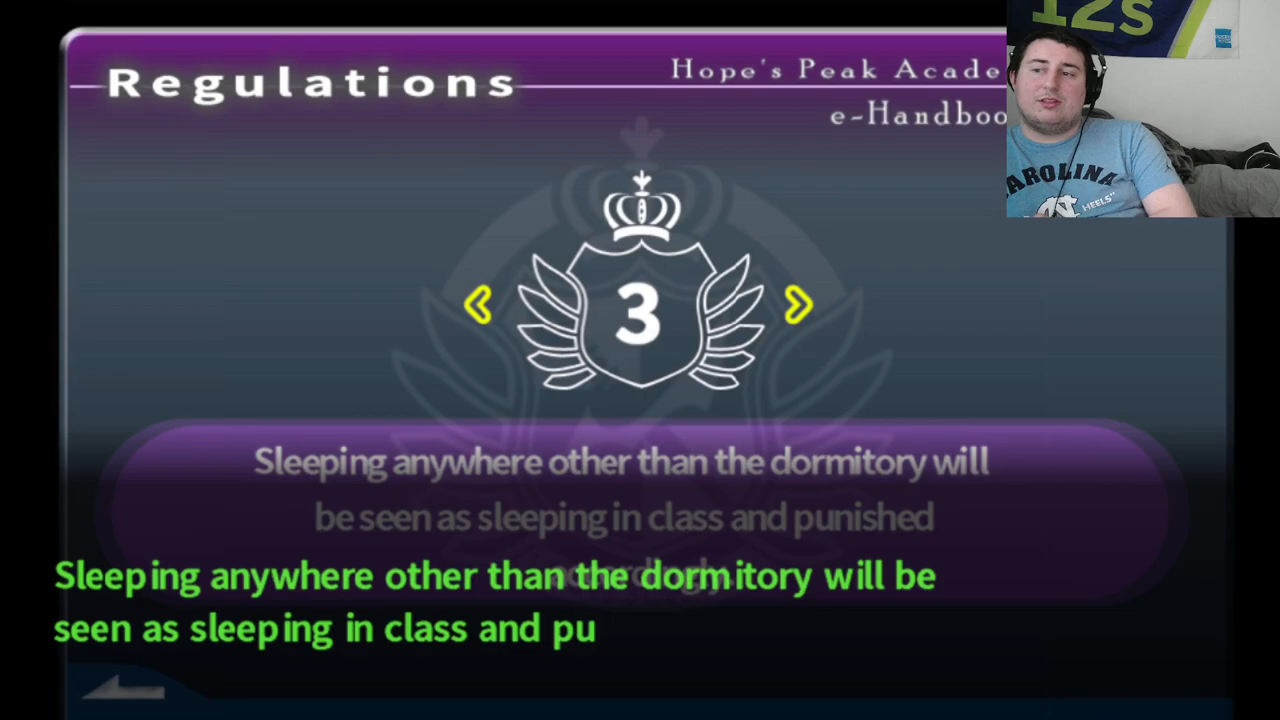 12s
Regulations
Hope's Peak Acade
e-Handboo
AROLINA
HEELS
3
Sleeping anywhere other than the dormitory will
be seen as sleeping in class and punished
accordingly.
Sleeping anywhere other than the dormitory will be
seen as sleeping in class and pu